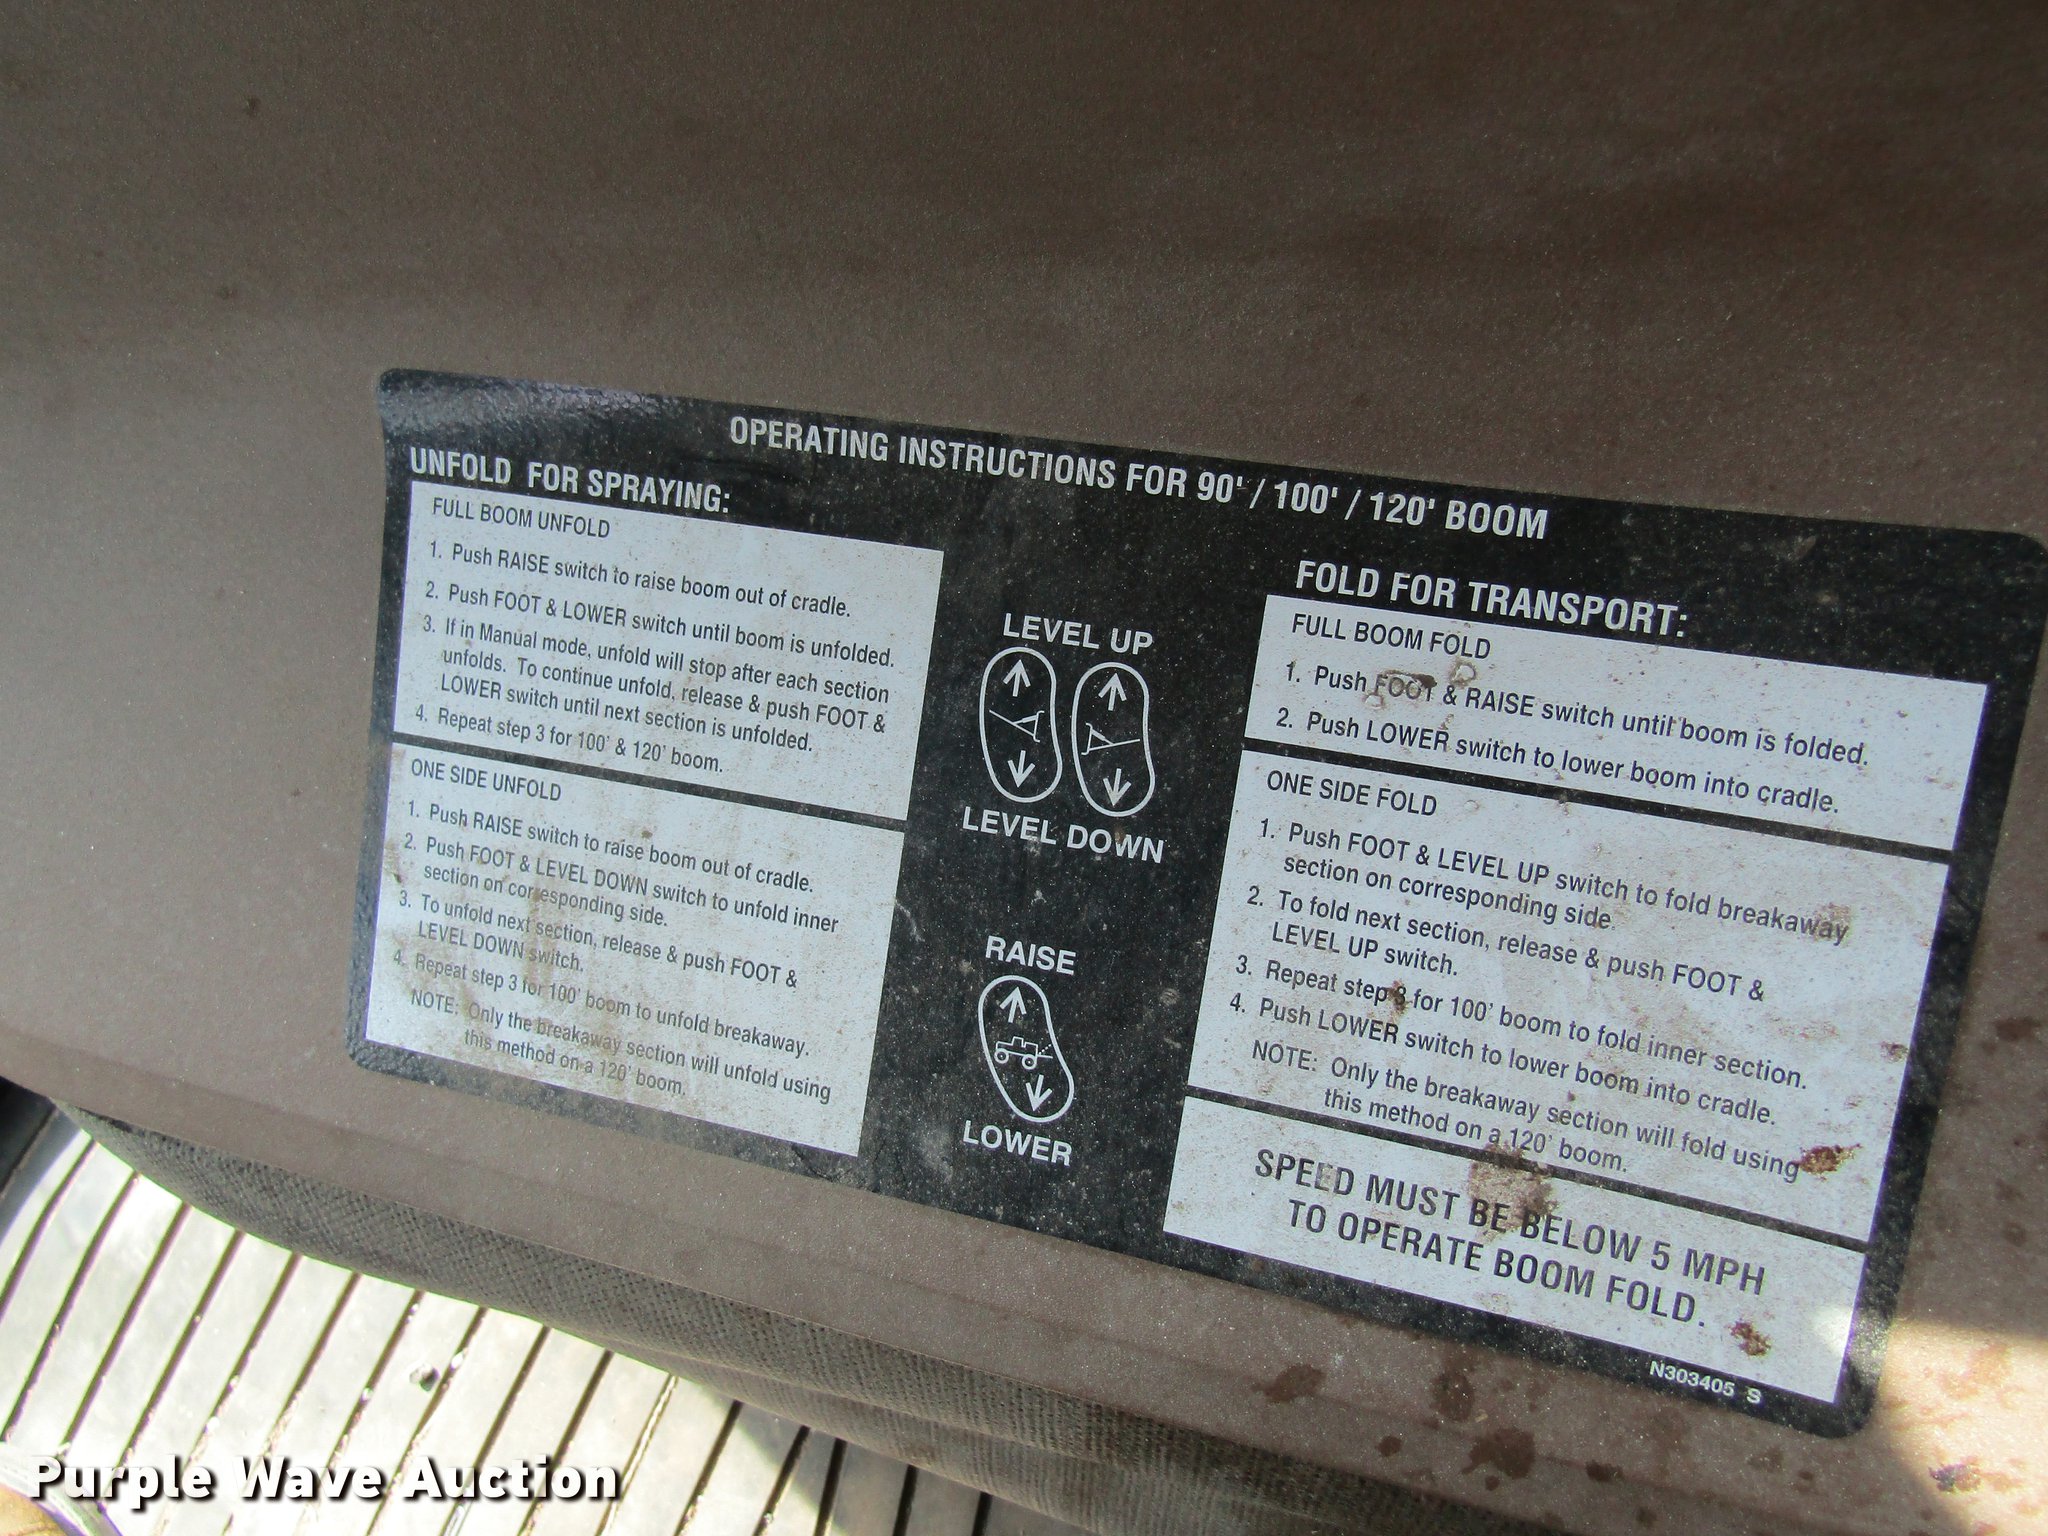 OPERATING INSTRUCTIONS FOR 90' / 100' / 120' BOOM
UNFOLD FOR SPRAYING:
FULL BOOM UNFOLD
1. Push RAISE switch to raise boom out of cradle.
2. Push FOOT & LOWER switch until boom is unfolded.
3. If in Manual mode, unfold will stop after each section
unfolds. To continue unfold, release & push FOOT &
LOWER switch until next section is unfolded.
4. Repeat step 3 for 100' & 120' boom.
ONE SIDE UNFOLD
1. Push RAISE switch to raise boom out of cradle.
2. Push FOOT & LEVEL DOWN switch to unfold inner
section on corresponding side.
3. To unfold next section, release & push FOOT &
LEVEL DOWN switch.
4. Repeat step 3 for 100' boom to unfold breakaway.
NOTE: Only the breakaway section will unfold using
this method on a 120' boom.
LEVEL UP
LEVEL DOWN
RAISE
LOWER
FOLD FOR TRANSPORT:
FULL BOOM FOLD
1. Push FOOT & RAISE switch until boom is folded.
2. Push LOWER switch to lower boom into cradle.
ONE SIDE FOLD
1. Push FOOT & LEVEL UP switch to fold breakaway
section on corresponding side.
2. To fold next section, release & push FOOT &
LEVEL UP switch.
3. Repeat step 3 for 100' boom to fold inner section.
4. Push LOWER switch to lower boom into cradle.
NOTE: Only the breakaway section will fold using
this method on a 120' boom.
SPEED MUST BE BELOW 5 MPH
TO OPERATE BOOM FOLD.
N303405 S
Purple Wave Auction